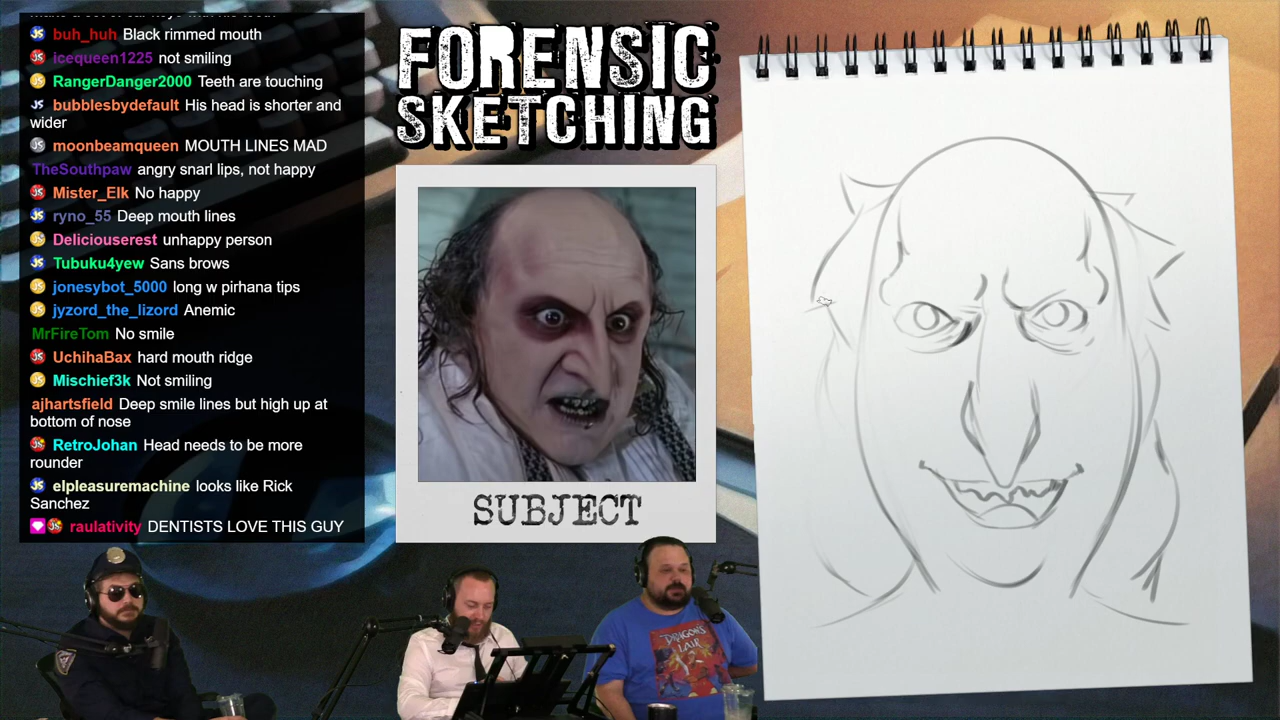 buh_huh Black rimmed mouth
icequeen1225 not smiling
RangerDanger2000 Teeth are touching
bubblesbydefault His head is shorter and
wider
moonbeamqueen MOUTH LINES MAD
TheSouthpaw angry snarl lips, not happy
Mister_Elk No happy
ryno_55 Deep mouth lines
Deliciouserest unhappy person
Tubuku4yew Sans brows
jonesybot_5000 long w pirhana tips
jyzord_the_lizord Anemic
MrFireTom No smile
UchihaBax hard mouth ridge
Mischief3k Not smiling
ajhartsfield Deep smile lines but high up at
bottom of nose
RetroJohan Head needs to be more
rounder
elpleasuremachine looks like Rick
Sanchez
raulativity DENTISTS LOVE THIS GUY
FORENSIC
SKETCHING
SUBJECT
DRAGON'S
LAIR